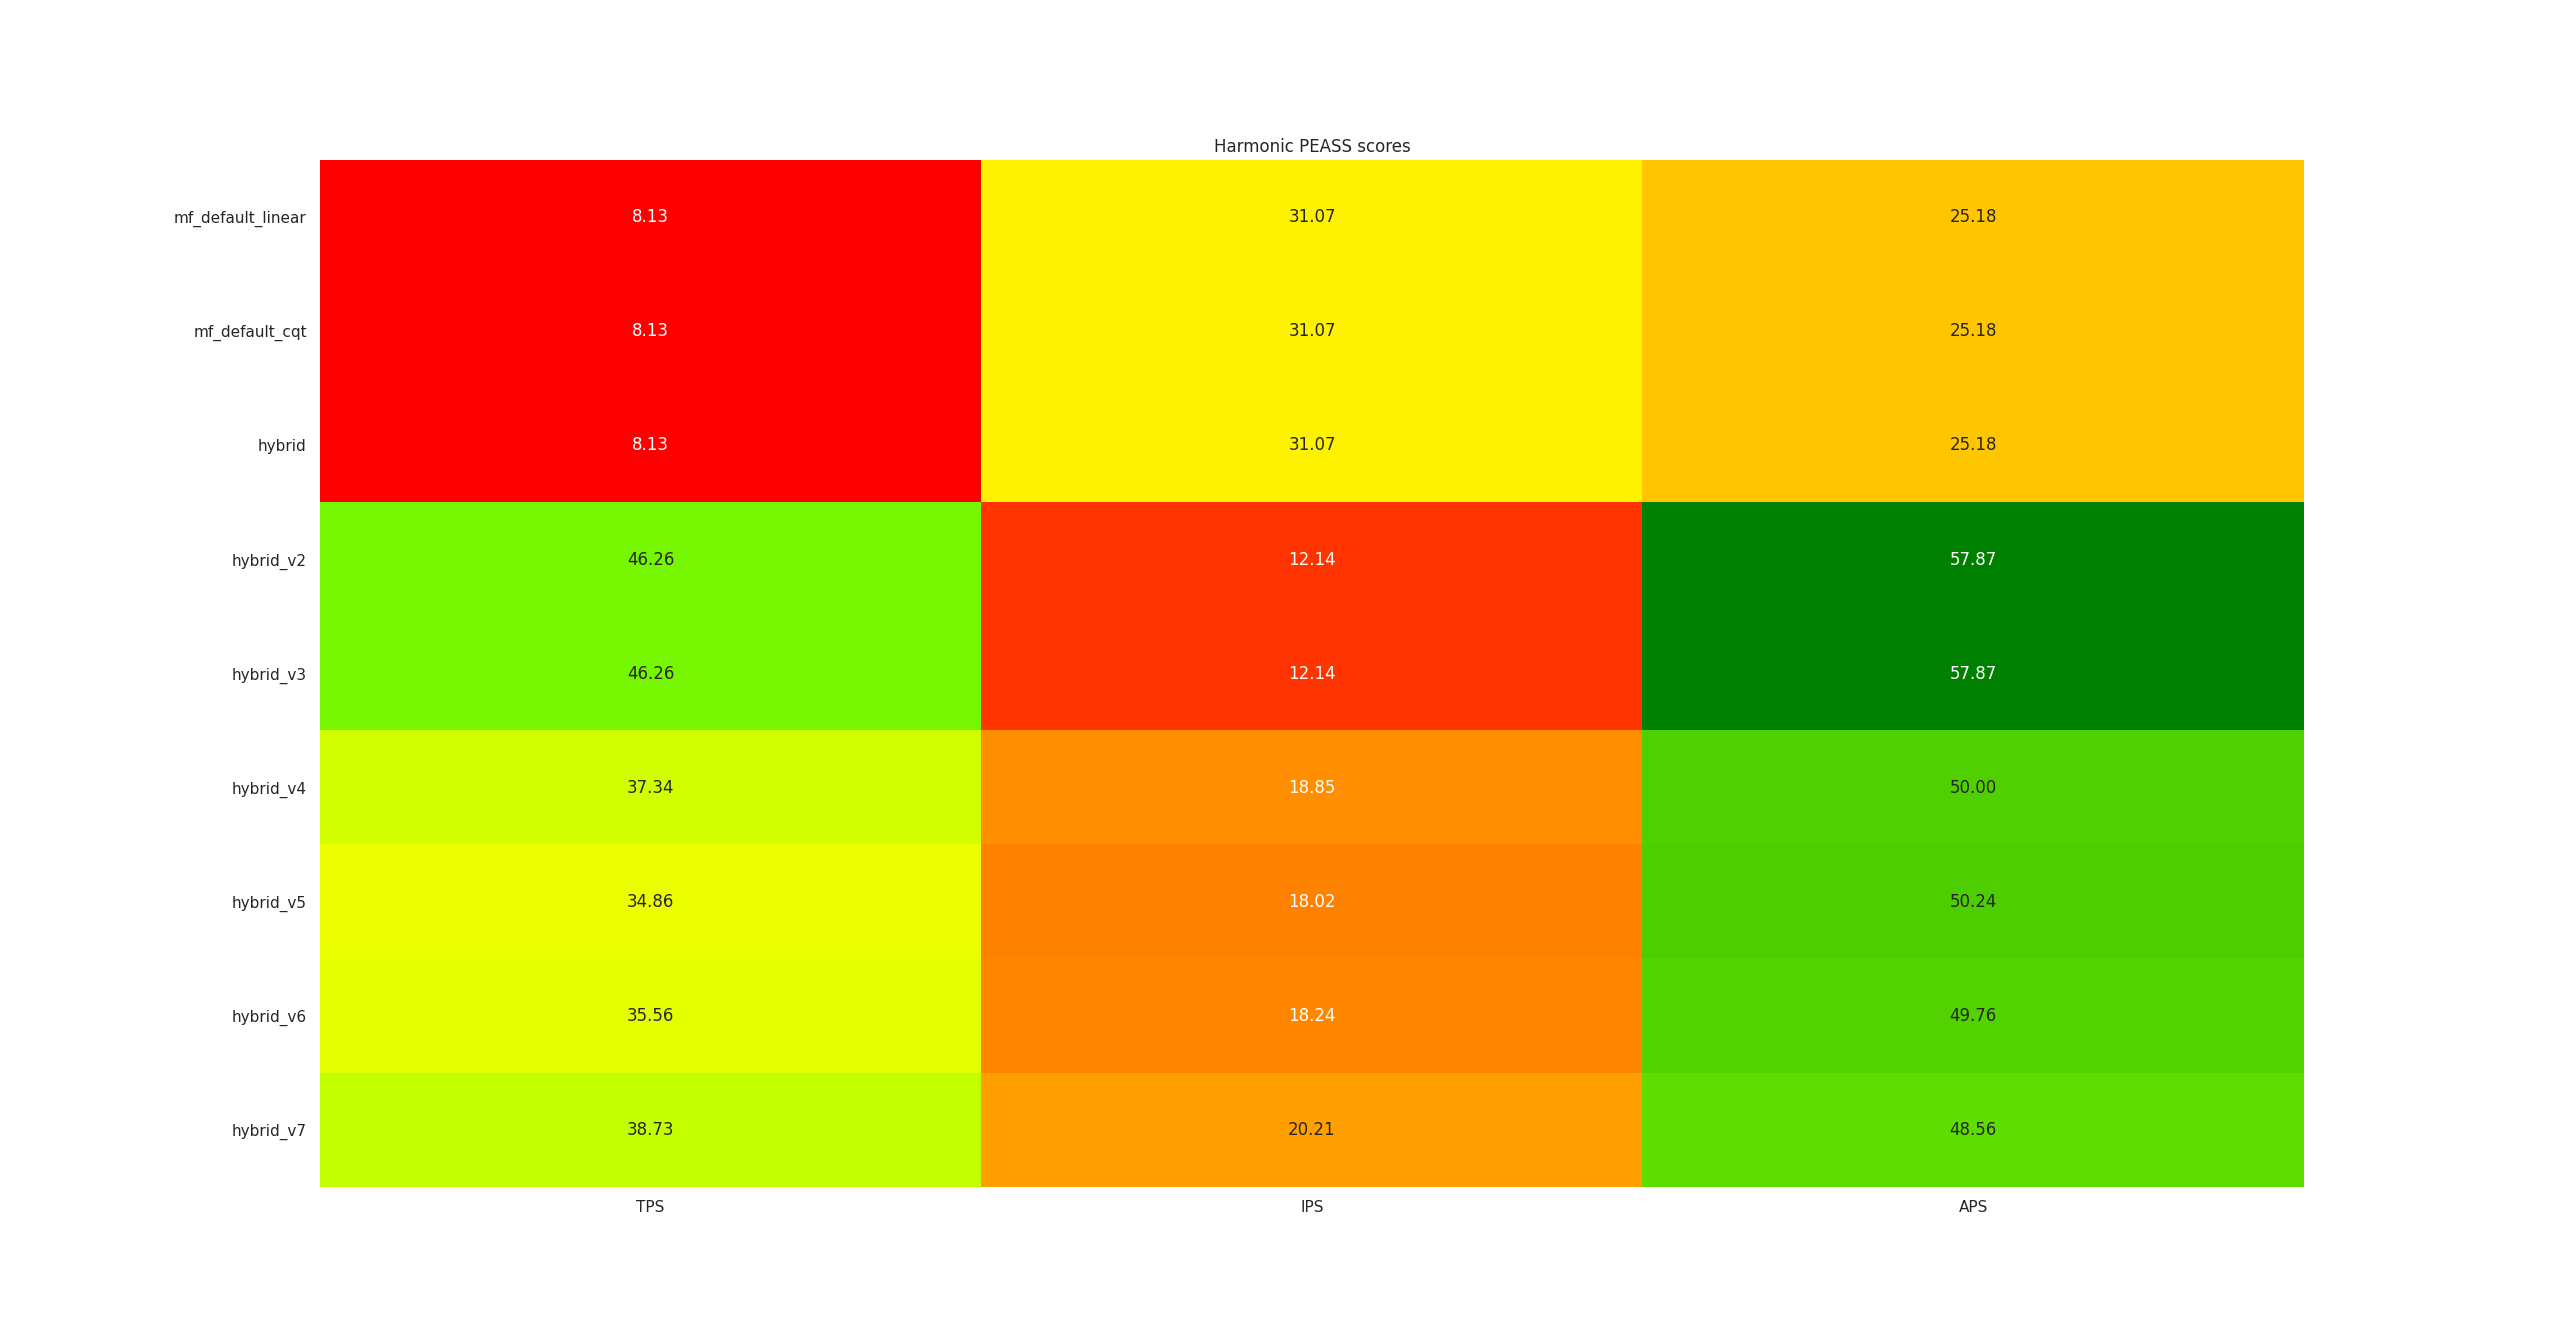 Harmonic PEASS scores
mf_default_linear 8.13 31.07 25.18
mf_default_cqt 8.13 31.07 25.18
hybrid 8.13 31.07 25.18
hybrid_v2 46.26 12.14 57.87
hybrid_v3 46.26 12.14 57.87
hybrid_v4 37.34 18.85 50.00
hybrid_v5 34.86 18.02 50.24
hybrid_v6 35.56 18.24 49.76
hybrid_v7 38.73 20.21 48.56
TPS IPS APS